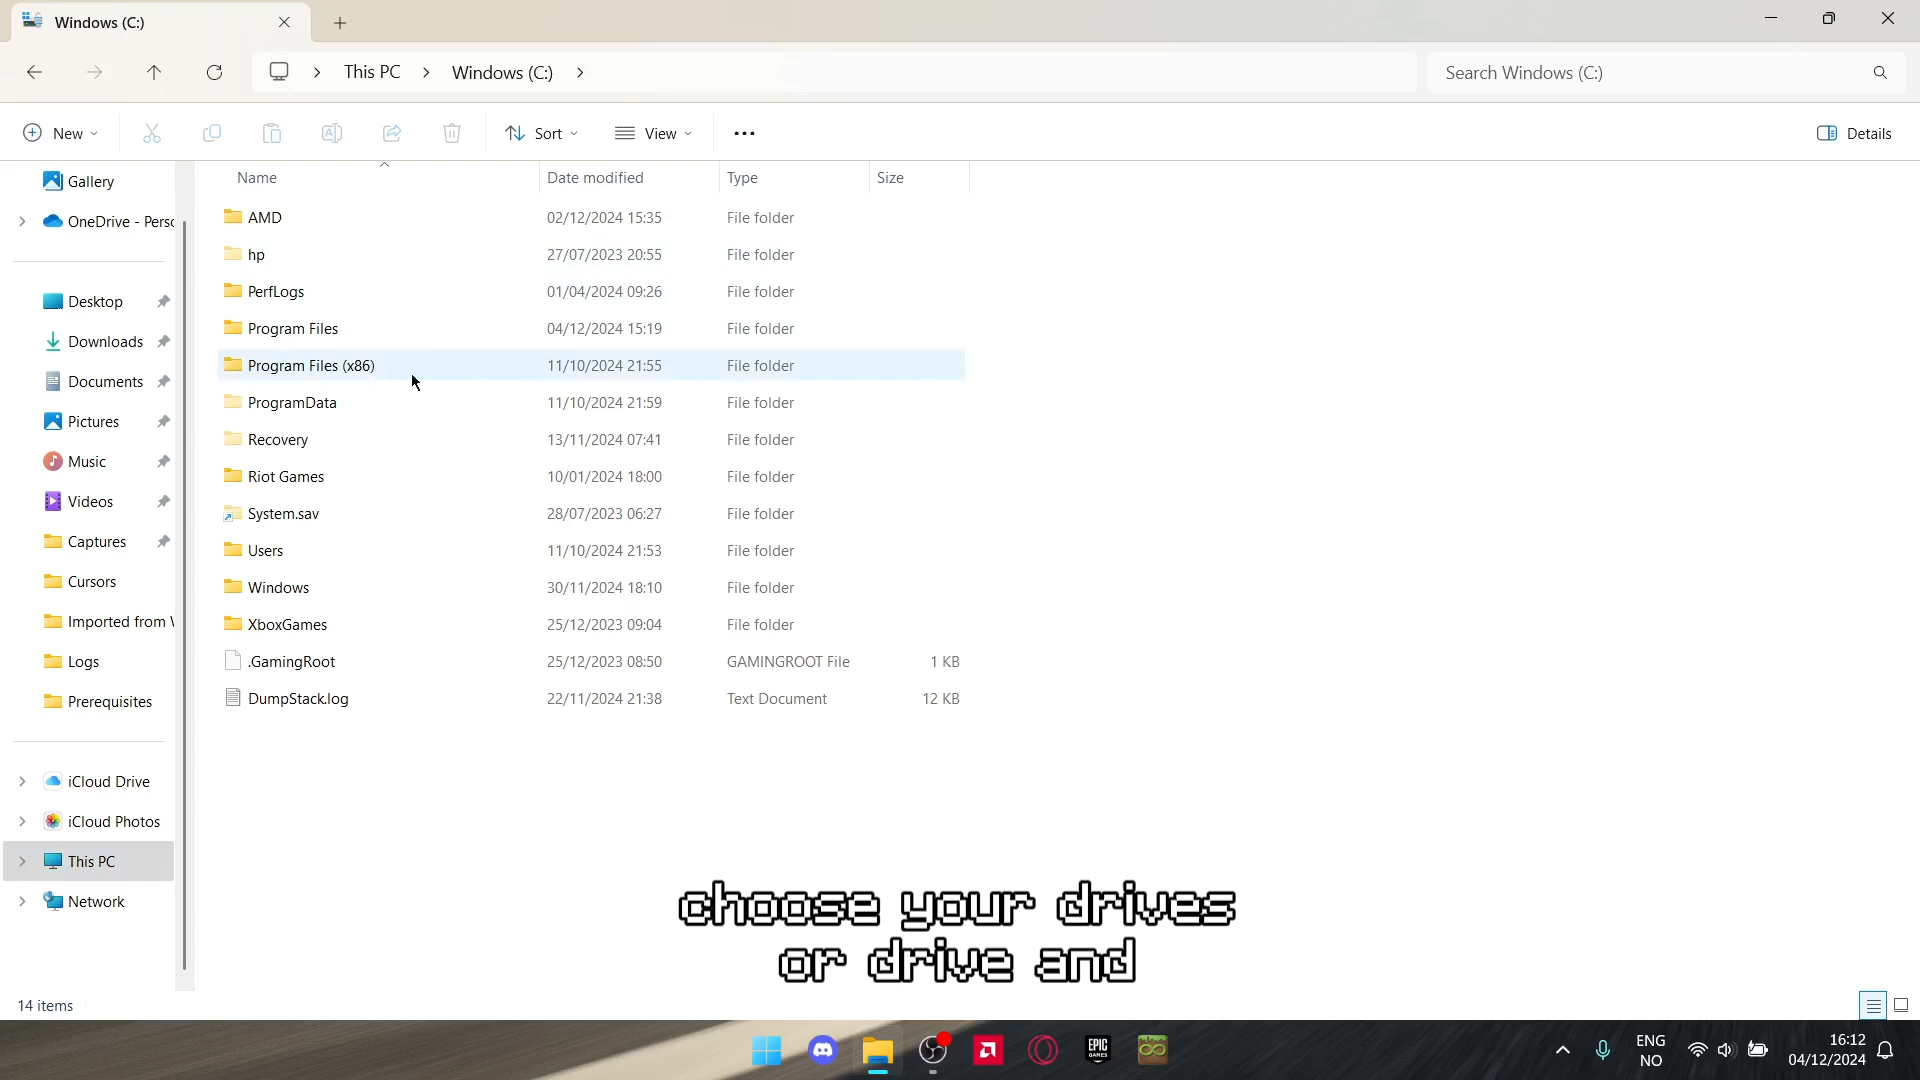 Windows (C:)
This PC
Windows (C:)
Search Windows (C:)
New
Sort
View
Details
Gallery
OneDrive - Persc
Desktop
Downloads
Documents
Pictures
Music
Videos
Captures
Cursors
Imported from
Logs
Prerequisites
iCloud Drive
iCloud Photos
This PC
Network
Name Date modified Type Size
AMD 02/12/2024 15:35 File folder
hp 27/07/2023 20:55 File folder
PerfLogs 01/04/2024 09:26 File folder
Program Files 04/12/2024 15:19 File folder
Program Files (x86) 11/10/2024 21:55 File folder
ProgramData 11/10/2024 21:59 File folder
Recovery 13/11/2024 07:41 File folder
Riot Games 10/01/2024 18:00 File folder
System.sav 28/07/2023 06:27 File folder
Users 11/10/2024 21:53 File folder
Windows 30/11/2024 18:10 File folder
XboxGames 25/12/2023 09:04 File folder
.GamingRoot 25/12/2023 08:50 GAMINGROOT File 1 KB
DumpStack.log 22/11/2024 21:38 Text Document 12 KB
choose your drives
or drive and
14 items
EPIC
GAMES
ENG
NO
16:12
04/12/2024